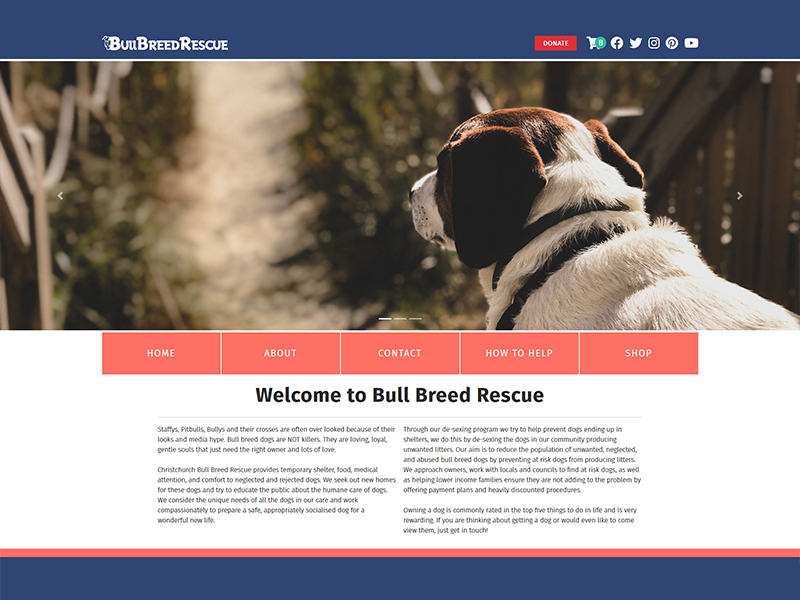 BullBreedRescue
DONATE
8
HOME
ABOUT
CONTACT
HOW TO HELP
SHOP
Welcome to Bull Breed Rescue
Staffys, Pitbulls, Bullys and their crosses are often over looked because of their
looks and media hype. Bull breed dogs are NOT killers. They are loving, loyal,
gentle souls that just need the right owner and lots of love.
Christchurch Bull Breed Rescue provides temporary shelter, food, medical
attention, and comfort to neglected and rejected dogs. We seek out new homes
for these dogs and try to educate the public about the humane care of dogs.
We consider the unique needs of all the dogs in our care and work
compassionately to prepare a safe, appropriately socialised dog for a
wonderful new life.
Through our de-sexing program we try to help prevent dogs ending up in
shelters, we do this by de-sexing the dogs in our community producing
unwanted litters. Our aim is to reduce the population of unwanted, neglected,
and abused bull breed dogs by preventing at risk dogs from producing litters.
We approach owners, work with locals and councils to find at risk dogs, as well
as helping lower income families ensure they are not adding to the problem by
offering payment plans and heavily discounted procedures.
Owning a dog is commonly rated in the top five things to do in life and is very
rewarding. If you are thinking about getting a dog or would even like to come
view them, just get in touch!